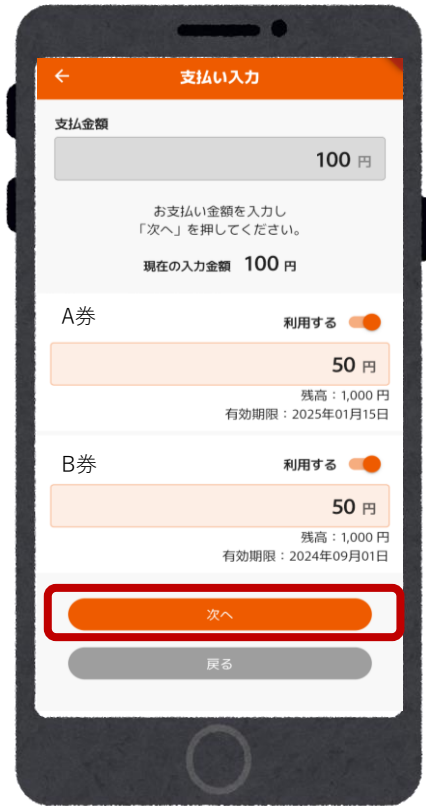 ←　支払い入力
支払金額
100 円
お支払い金額を入力し
「次へ」を押してください。
現在の入力金額　100 円
A券　利用する
50 円
残高：1,000 円
有効期限：2025年01月15日
B券　利用する
50 円
残高：1,000 円
有効期限：2024年09月01日
次へ
戻る